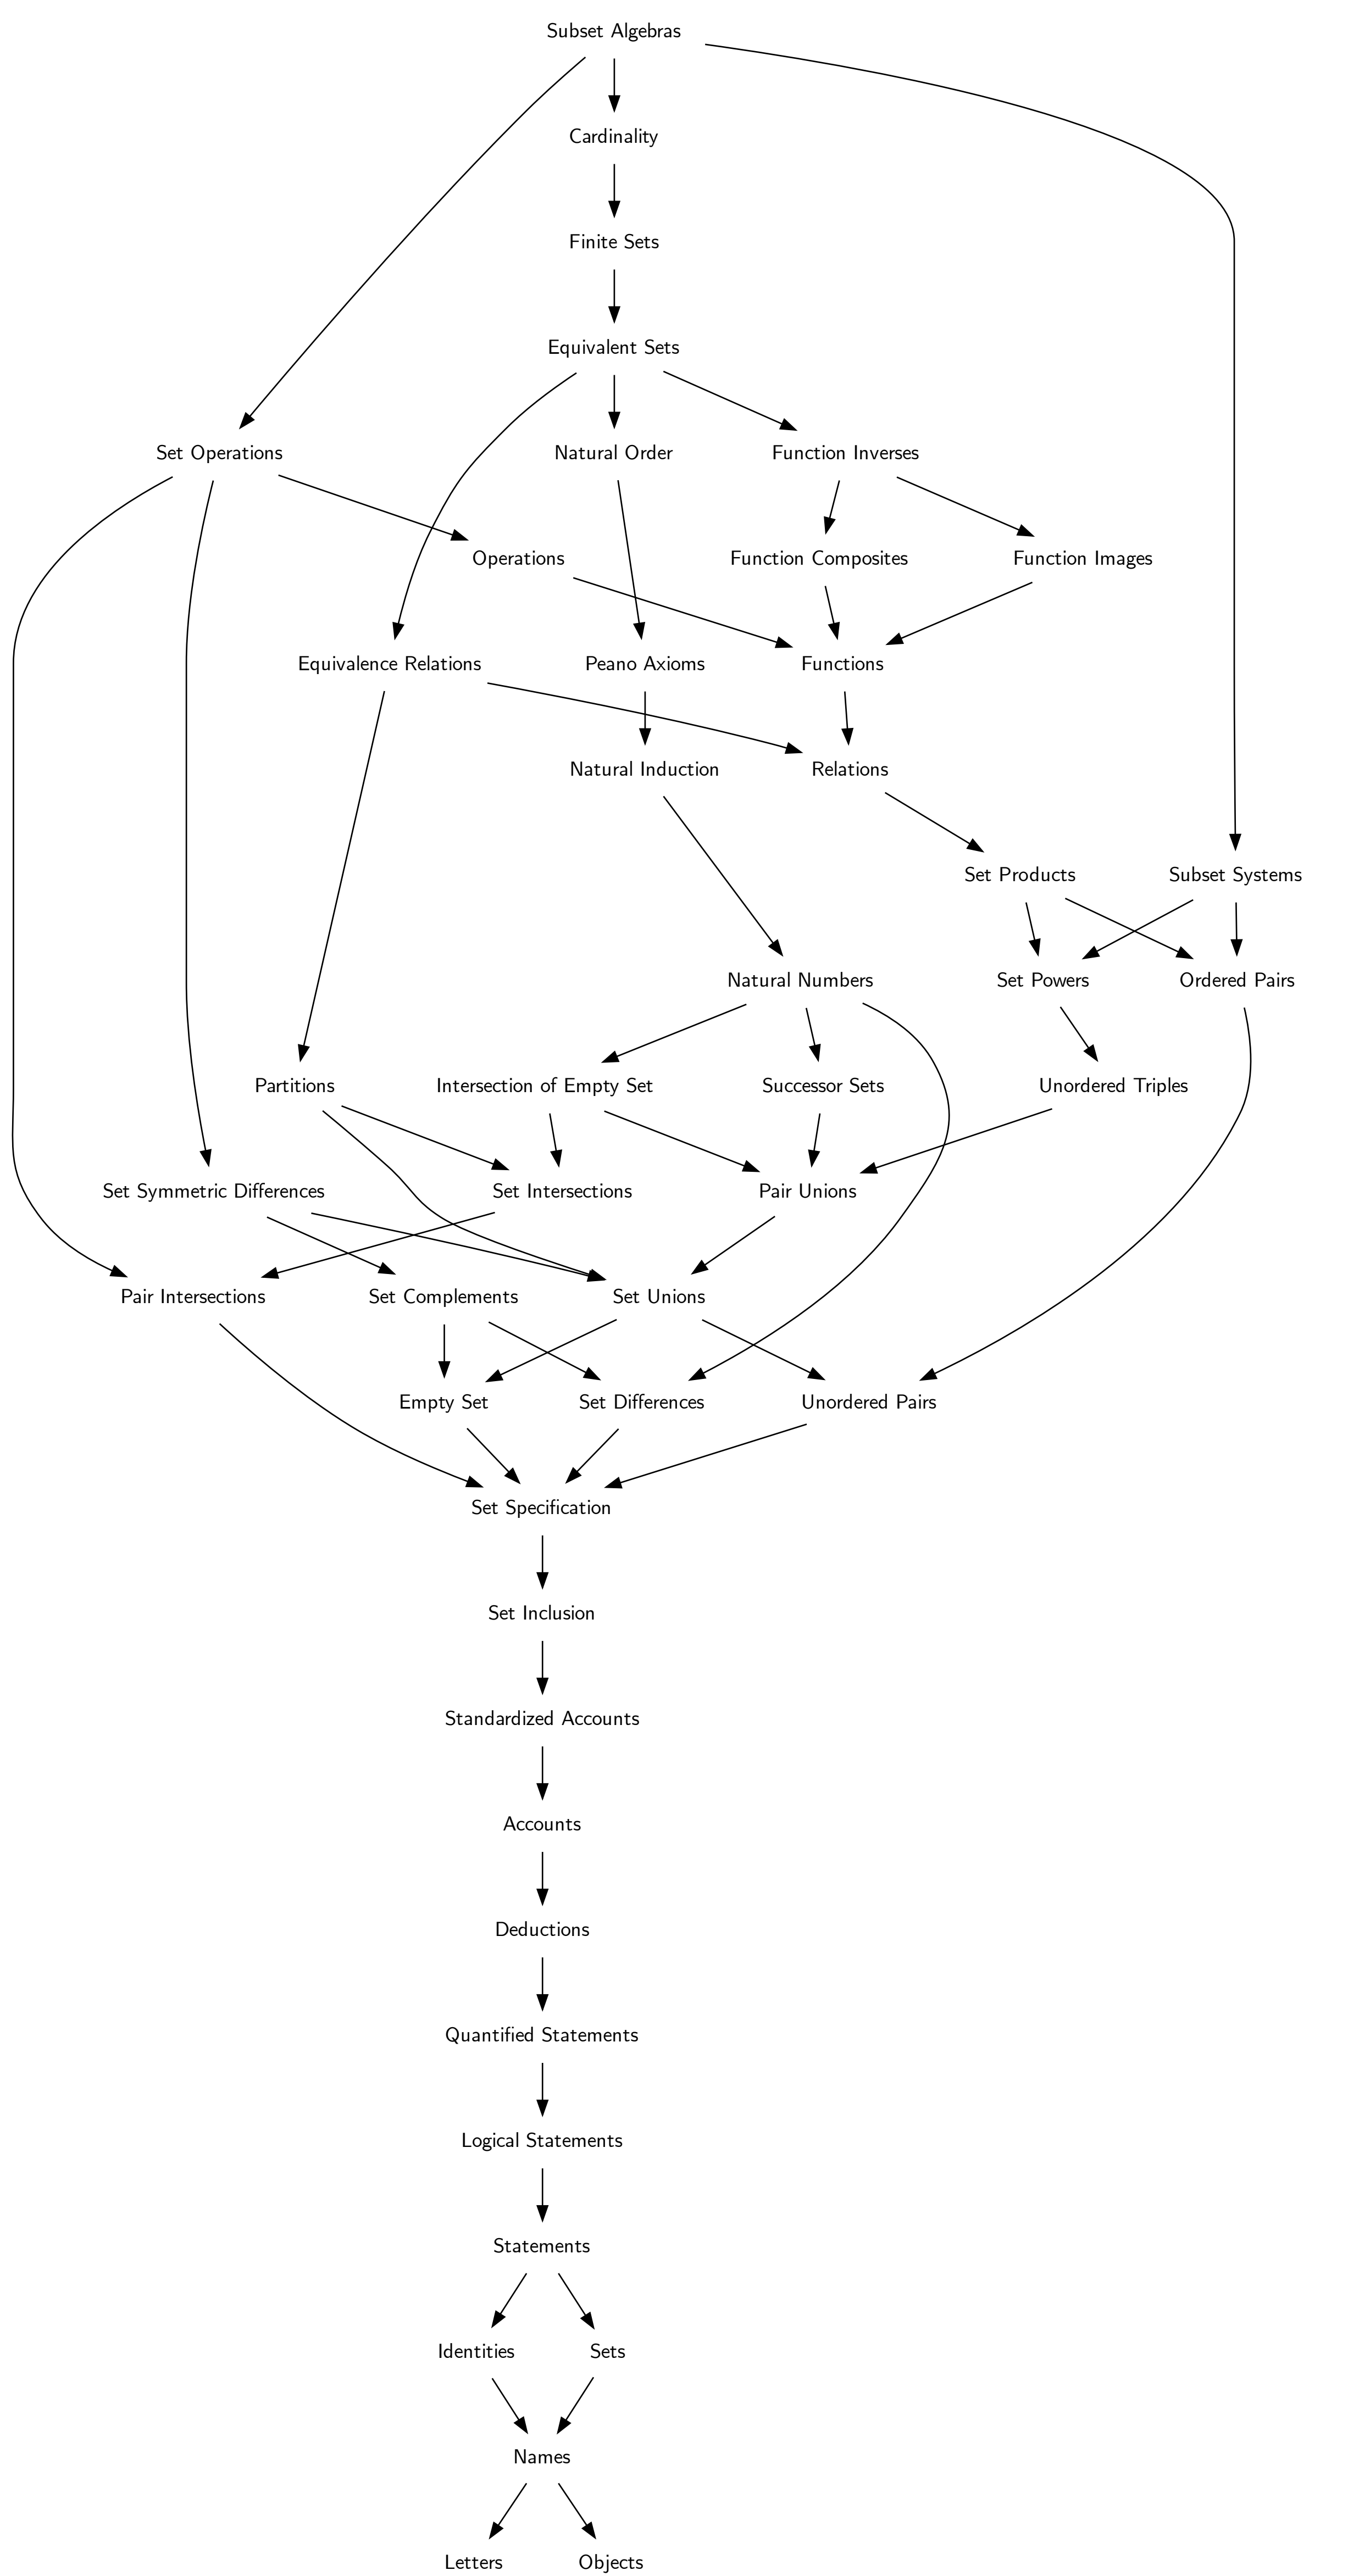 Subset Algebras
Cardinality
Finite Sets
Equivalent Sets
Set Operations
Natural Order
Function Inverses
Operations
Function Composites
Function Images
Equivalence Relations
Peano Axioms
Functions
Natural Induction
Relations
Set Products
Subset Systems
Natural Numbers
Set Powers
Ordered Pairs
Partitions
Intersection of Empty Set
Successor Sets
Unordered Triples
Set Symmetric Differences
Set Intersections
Pair Unions
Pair Intersections
Set Complements
Set Unions
Empty Set
Set Differences
Unordered Pairs
Set Specification
Set Inclusion
Standardized Accounts
Accounts
Deductions
Quantified Statements
Logical Statements
Statements
Identities
Sets
Names
Letters
Objects